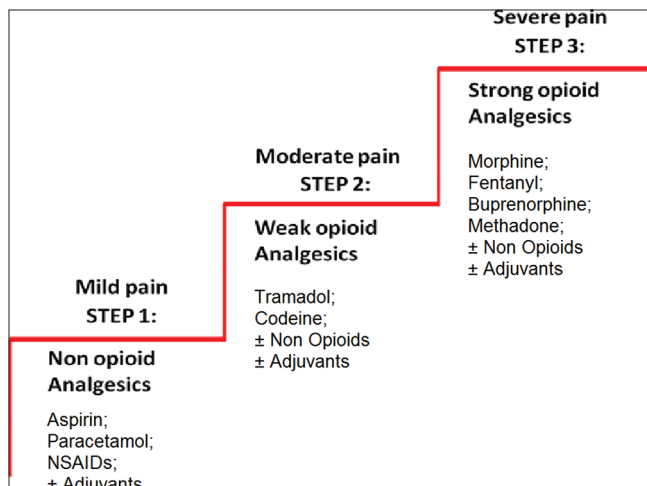 Severe pain
STEP 3:
Strong opioid
Analgesics
Morphine;
Fentanyl;
Buprenorphine;
Methadone;
± Non Opioids
± Adjuvants
Moderate pain
STEP 2:
Weak opioid
Analgesics
Tramadol;
Codeine;
± Non Opioids
± Adjuvants
Mild pain
STEP 1:
Non opioid
Analgesics
Aspirin;
Paracetamol;
NSAIDs;
± Adjuvants